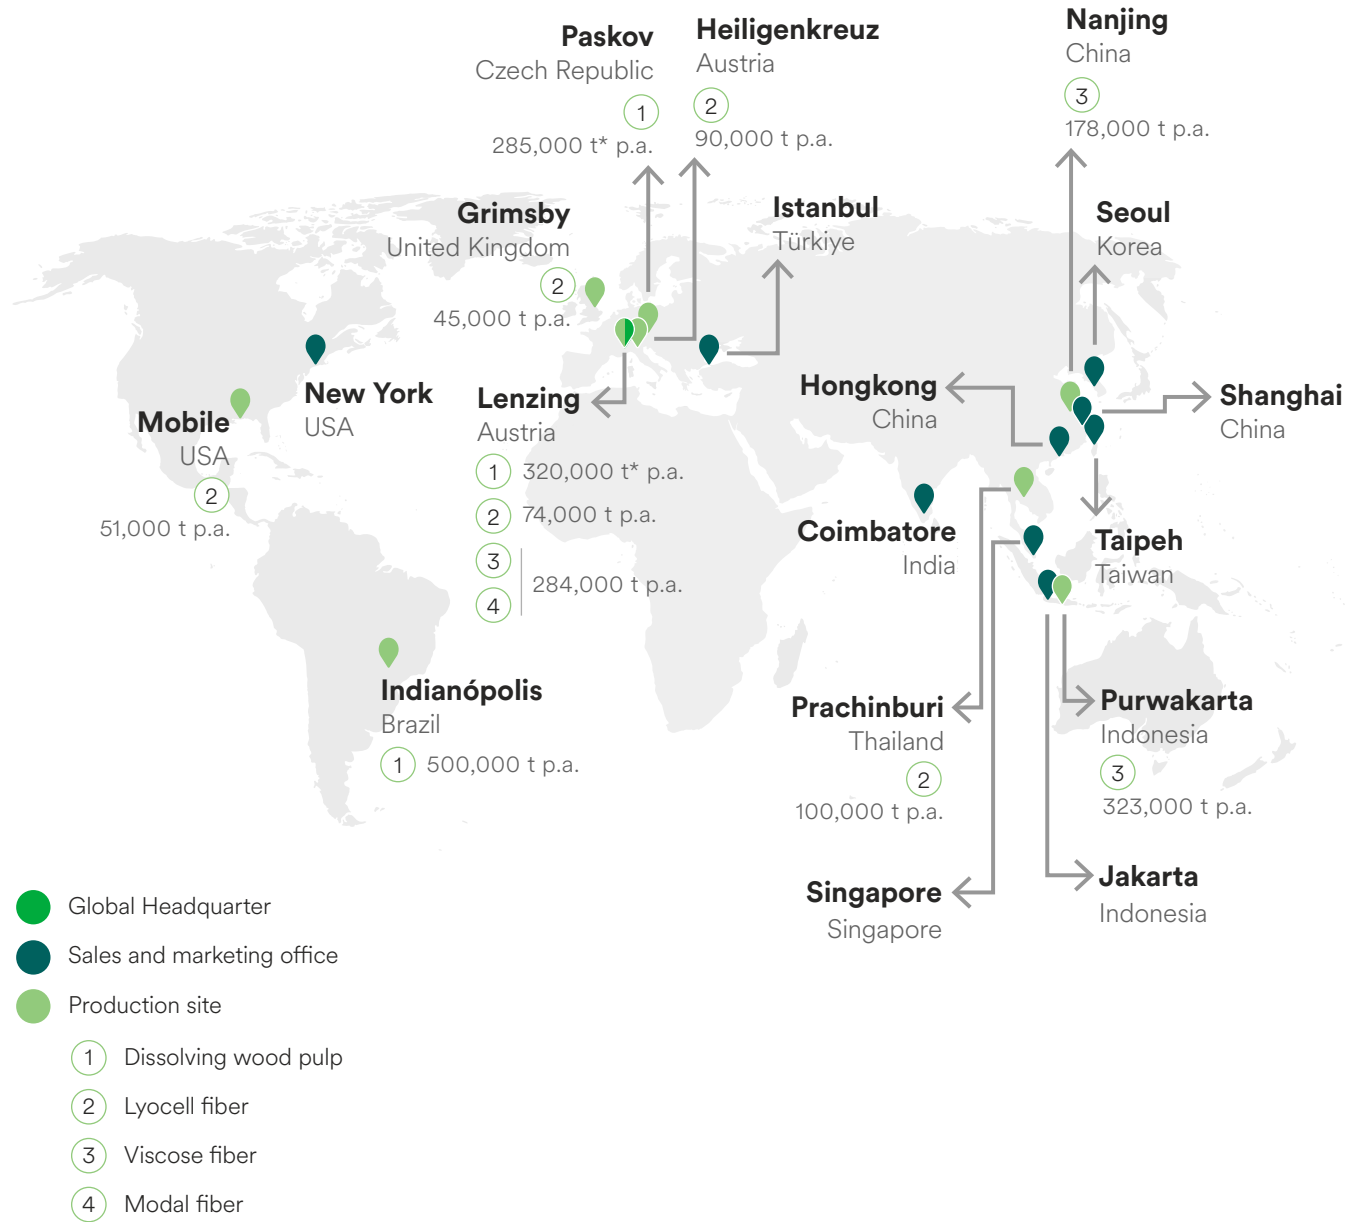 Paskov
Czech Republic
1
285,000 t* p.a.
Heiligenkreuz
Austria
2
90,000 t p.a.
Nanjing
China
3
178,000 t p.a.
Grimsby
United Kingdom
2
45,000 t p.a.
Istanbul
Türkiye
Seoul
Korea
New York
USA
Mobile
USA
2
51,000 t p.a.
Lenzing
Austria
1 320,000 t* p.a.
2 74,000 t p.a.
3
284,000 t p.a.
4
Hongkong
China
Shanghai
China
Coimbatore
India
Taipeh
Taiwan
Indianópolis
Brazil
1 500,000 t p.a.
Prachinburi
Thailand
2
100,000 t p.a.
Purwakarta
Indonesia
3
323,000 t p.a.
Singapore
Singapore
Jakarta
Indonesia
Global Headquarter
Sales and marketing office
Production site
1 Dissolving wood pulp
2 Lyocell fiber
3 Viscose fiber
4 Modal fiber